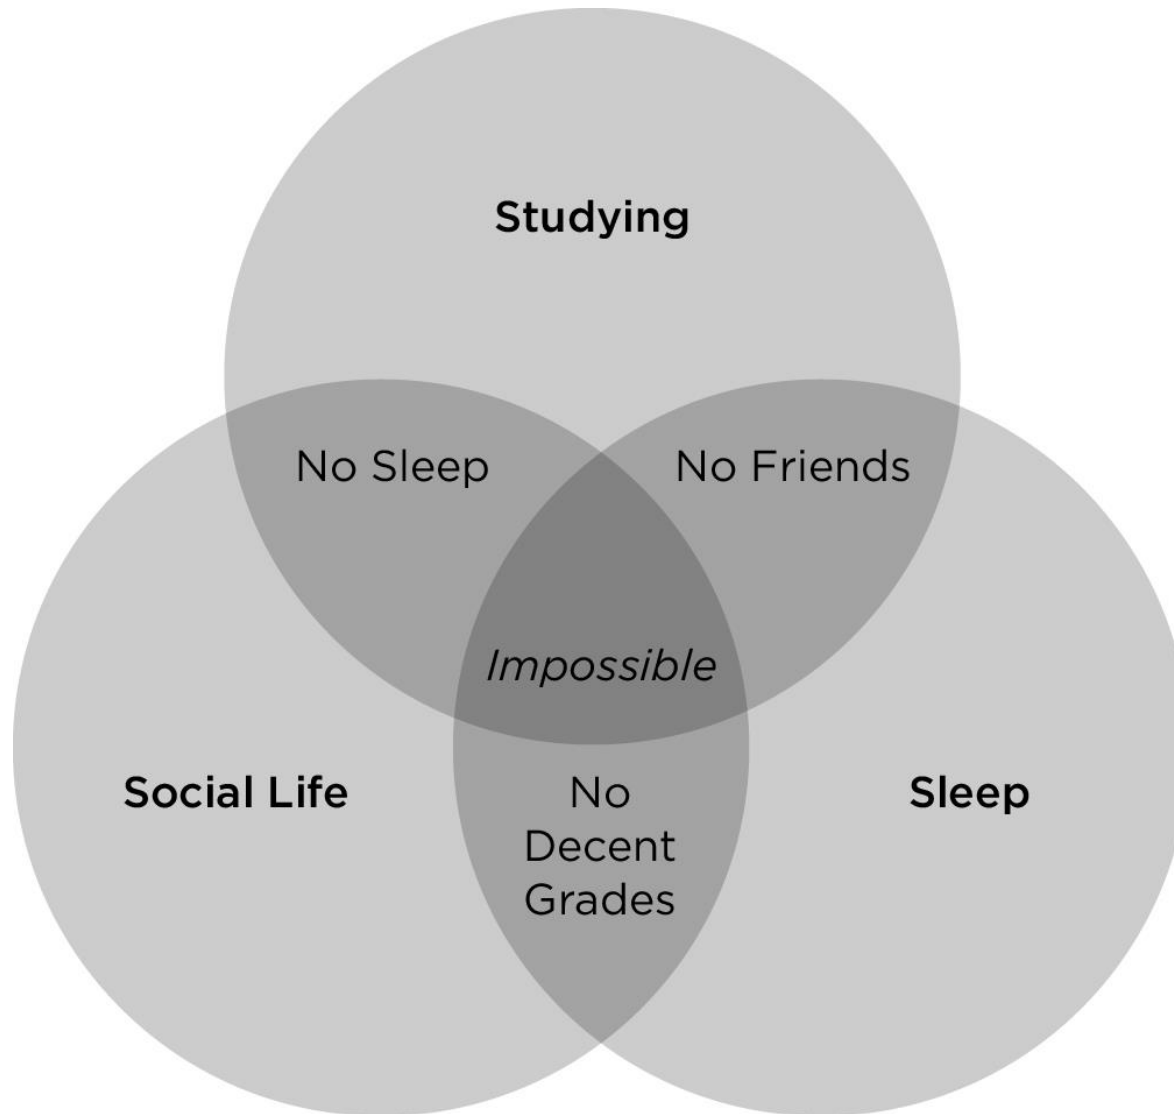 Studying
No Sleep
No Friends
Impossible
Social Life
No
Decent
Grades
Sleep